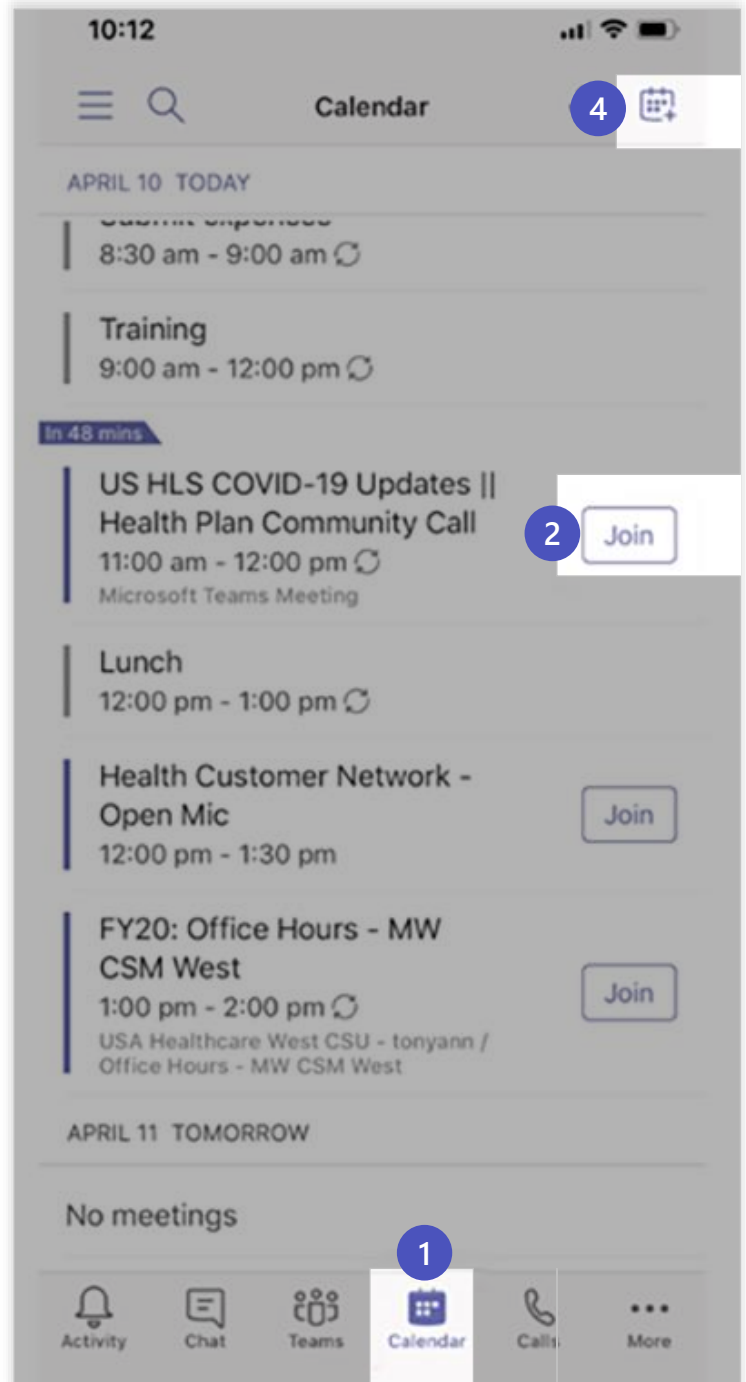 10:12
Calendar
4
APRIL 10 TODAY
Submit expenses
8:30 am - 9:00 am
Training
9:00 am - 12:00 pm
In 48 mins
US HLS COVID-19 Updates ||
Health Plan Community Call
2
Join
11:00 am - 12:00 pm
Microsoft Teams Meeting
Lunch
12:00 pm - 1:00 pm
Health Customer Network -
Open Mic
Join
12:00 pm - 1:30 pm
FY20: Office Hours - MW
CSM West
Join
1:00 pm - 2:00 pm
USA Healthcare West CSU - tonyann /
Office Hours - MW CSM West
APRIL 11 TOMORROW
No meetings
1
Activity
Chat
Teams
Calendar
Calls
More